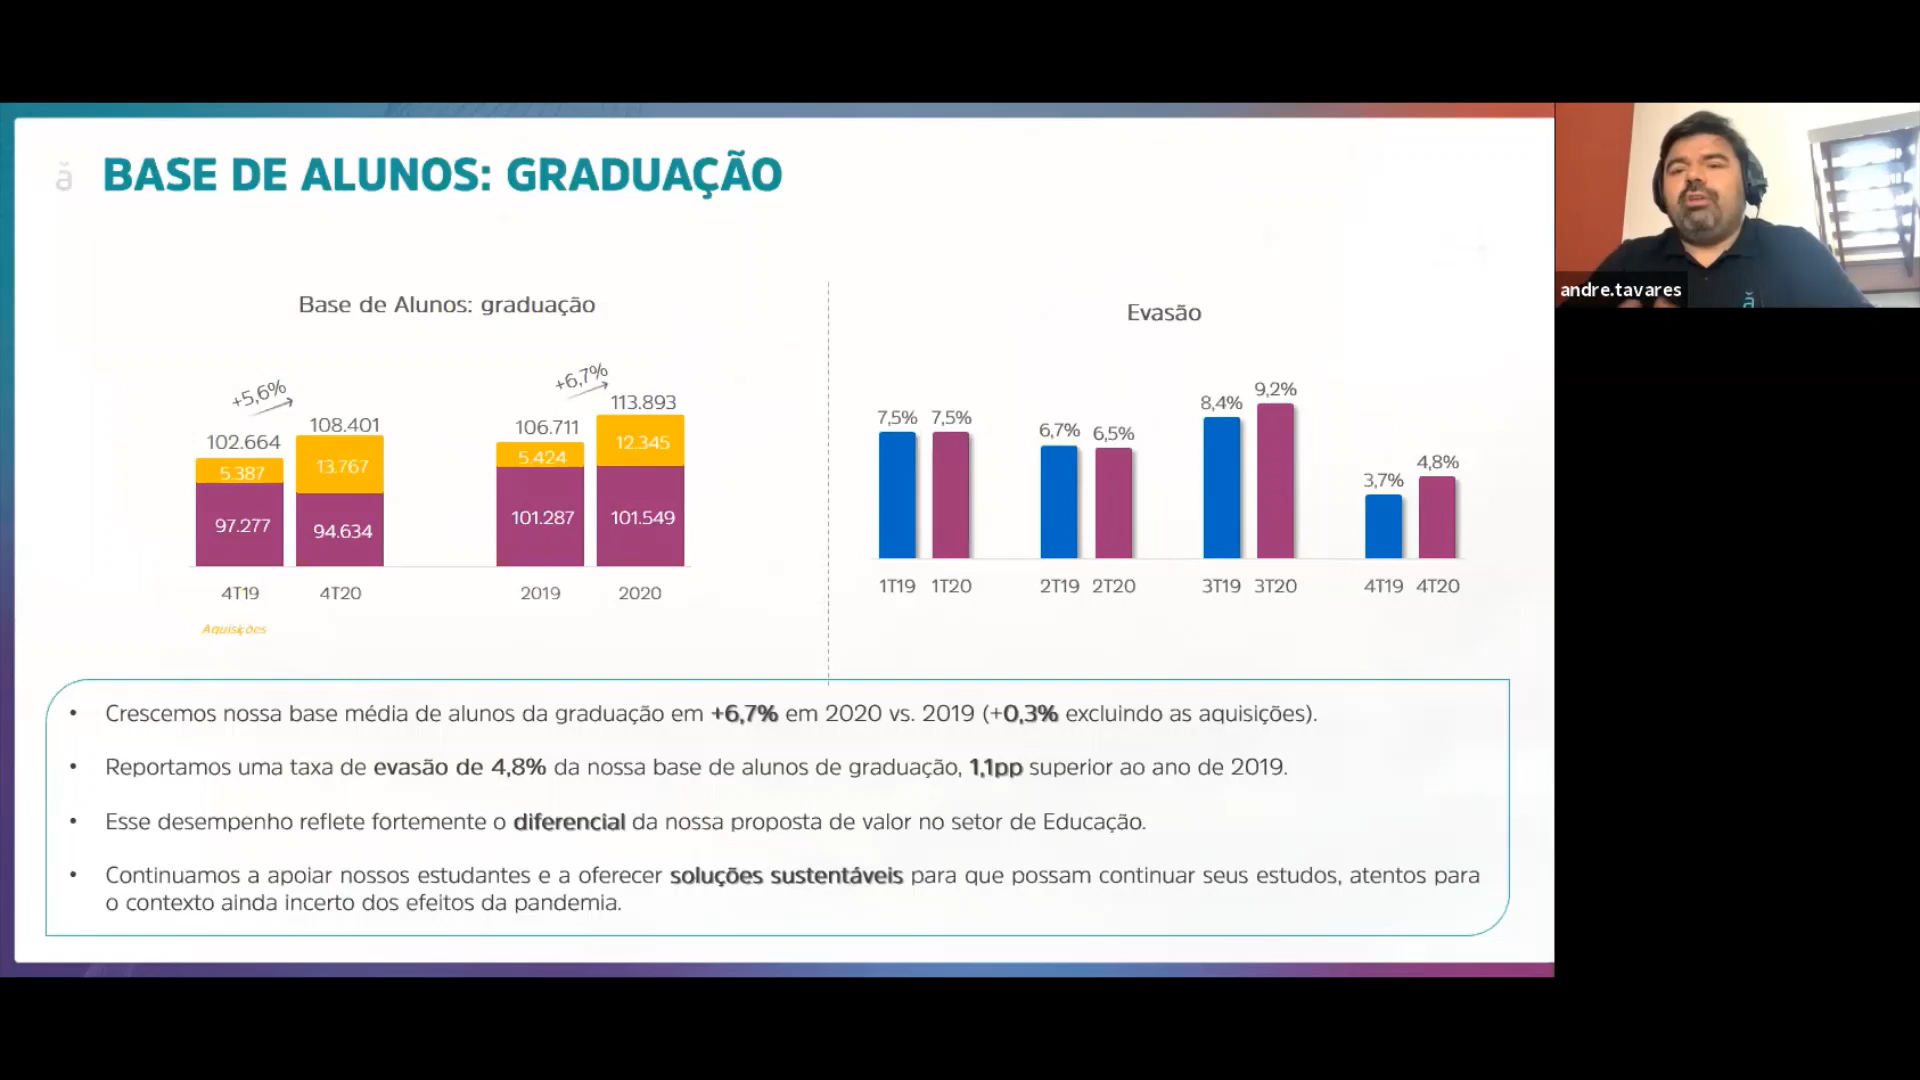 ă
BASE DE ALUNOS: GRADUAÇÃO
Base de Alunos: graduação
+5,6%
102.664
108.401
5.387
13.767
97.277
94.634
4T19
4T20
+6,7%
106.711
113.893
5.424
12.345
101.287
101.549
2019
2020
Aquisições
Evasão
7,5% 7,5%
6,7% 6,5%
8,4% 9,2%
3,7% 4,8%
1T19 1T20
2T19 2T20
3T19 3T20
4T19 4T20
• Crescemos nossa base média de alunos da graduação em +6,7% em 2020 vs. 2019 (+0,3% excluindo as aquisições).
• Reportamos uma taxa de evasão de 4,8% da nossa base de alunos de graduação, 1,1pp superior ao ano de 2019.
• Esse desempenho reflete fortemente o diferencial da nossa proposta de valor no setor de Educação.
• Continuamos a apoiar nossos estudantes e a oferecer soluções sustentáveis para que possam continuar seus estudos, atentos para
o contexto ainda incerto dos efeitos da pandemia.
andre.tavares
ă